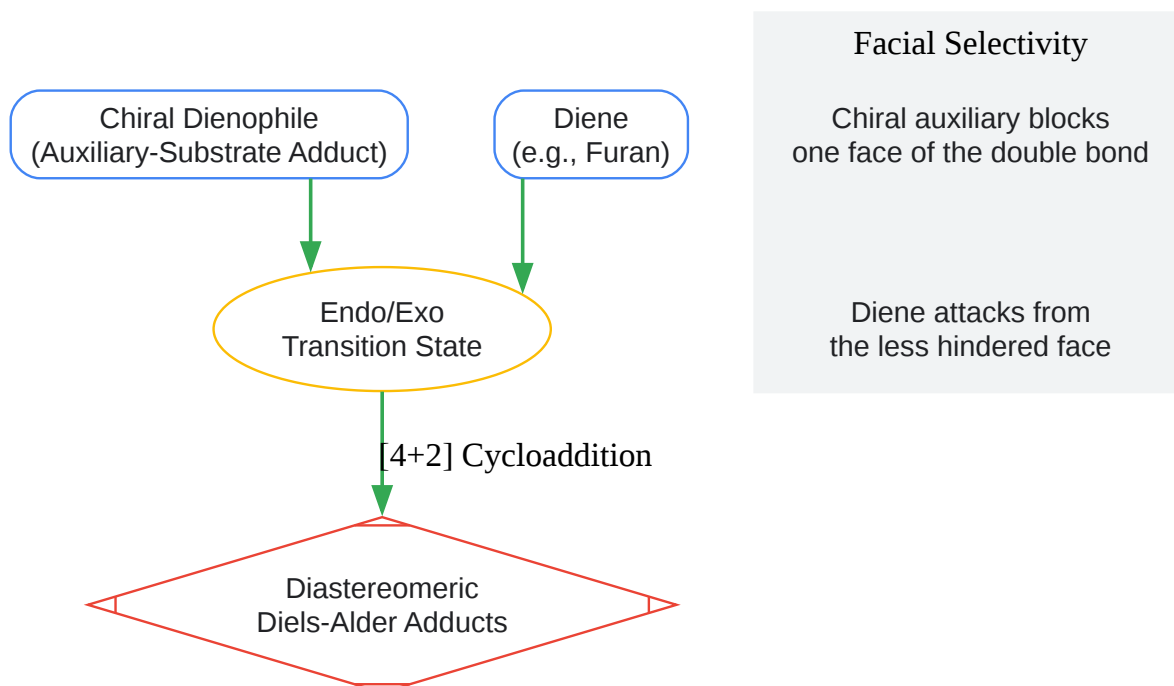 Facial Selectivity
Chiral Dienophile
(Auxiliary-Substrate Adduct)
Diene
(e.g., Furan)
Chiral auxiliary blocks
one face of the double bond
Endo/Exo
Transition State
Diene attacks from
the less hindered face
[4+2] Cycloaddition
Diastereomeric
Diels-Alder Adducts